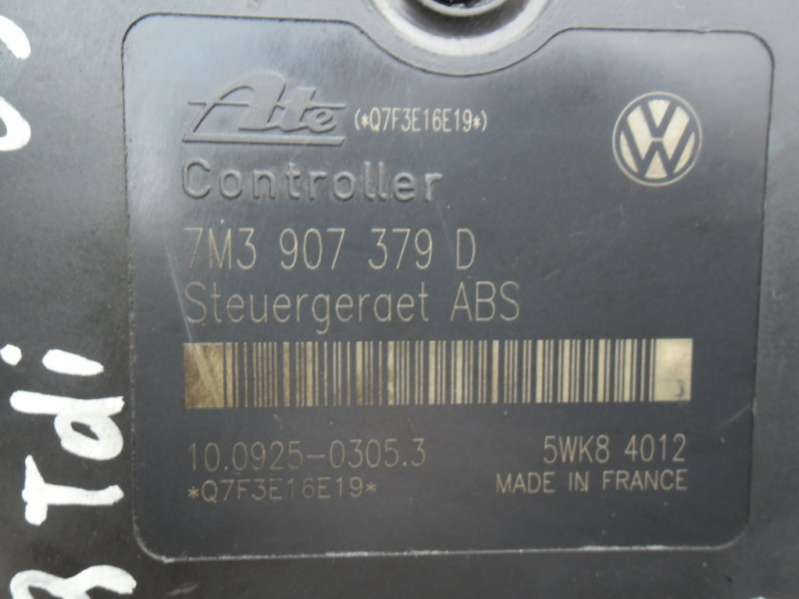 Ate (*Q7F3E16E19*)
Controller
7M3 907 379 D
Steuergeraet ABS
10.0925-0305.3
5WK8 4012
*Q7F3E16E19*
MADE IN FRANCE
Tdi